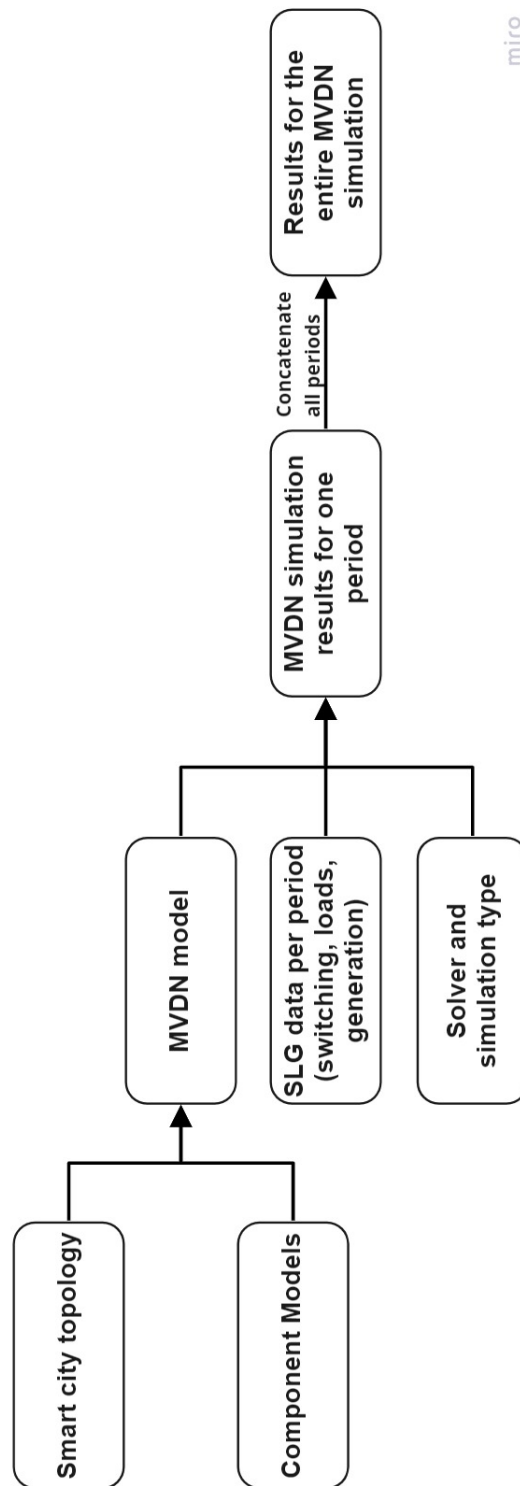 Smart city topology
Component Models
MVDN model
SLG data per period
(switching, loads,
generation)
Solver and
simulation type
MVDN simulation
results for one
period
Concatenate
all periods
Results for the
entire MVDN
simulation
miro